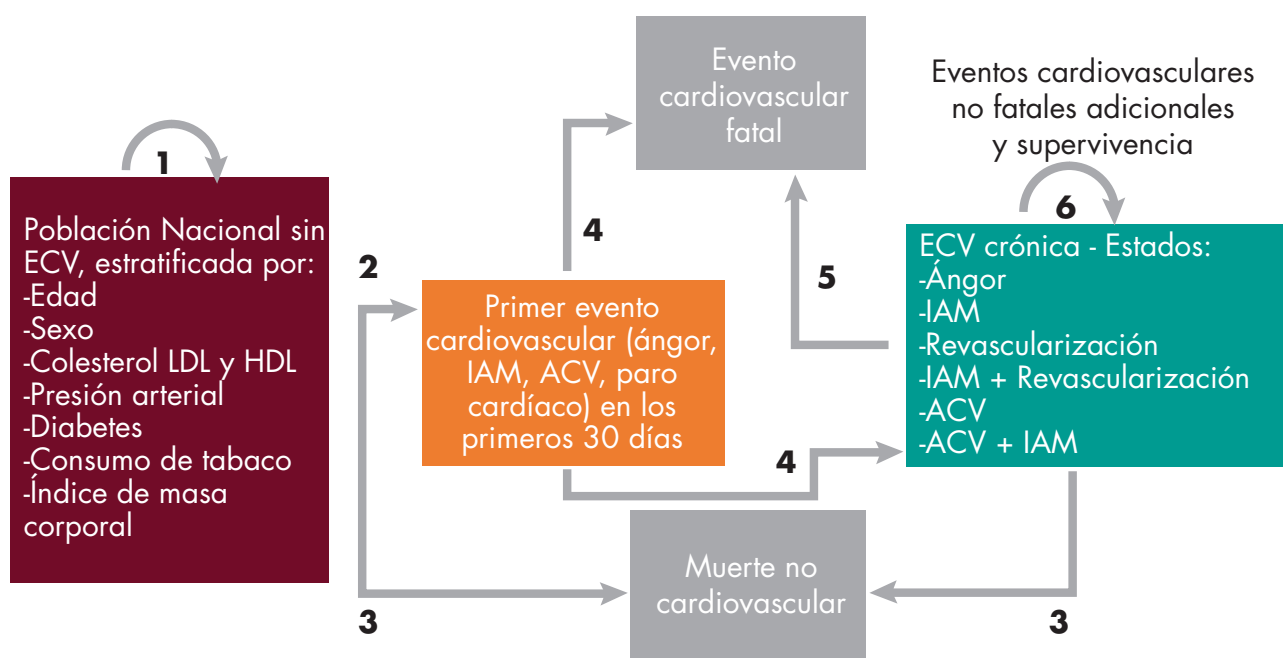 Evento
cardiovascular
fatal
Eventos cardiovasculares
no fatales adicionales
y supervivencia
1
6
Población Nacional sin
ECV, estratificada por:
-Edad
-Sexo
-Colesterol LDL y HDL
-Presión arterial
-Diabetes
-Consumo de tabaco
-Índice de masa
corporal
2
4
Primer evento
cardiovascular (ángor,
IAM, ACV, paro
cardíaco) en los
primeros 30 días
5
4
ECV crónica - Estados:
-Ángor
-IAM
-Revascularización
-IAM + Revascularización
-ACV
-ACV + IAM
Muerte no
cardiovascular
3
3